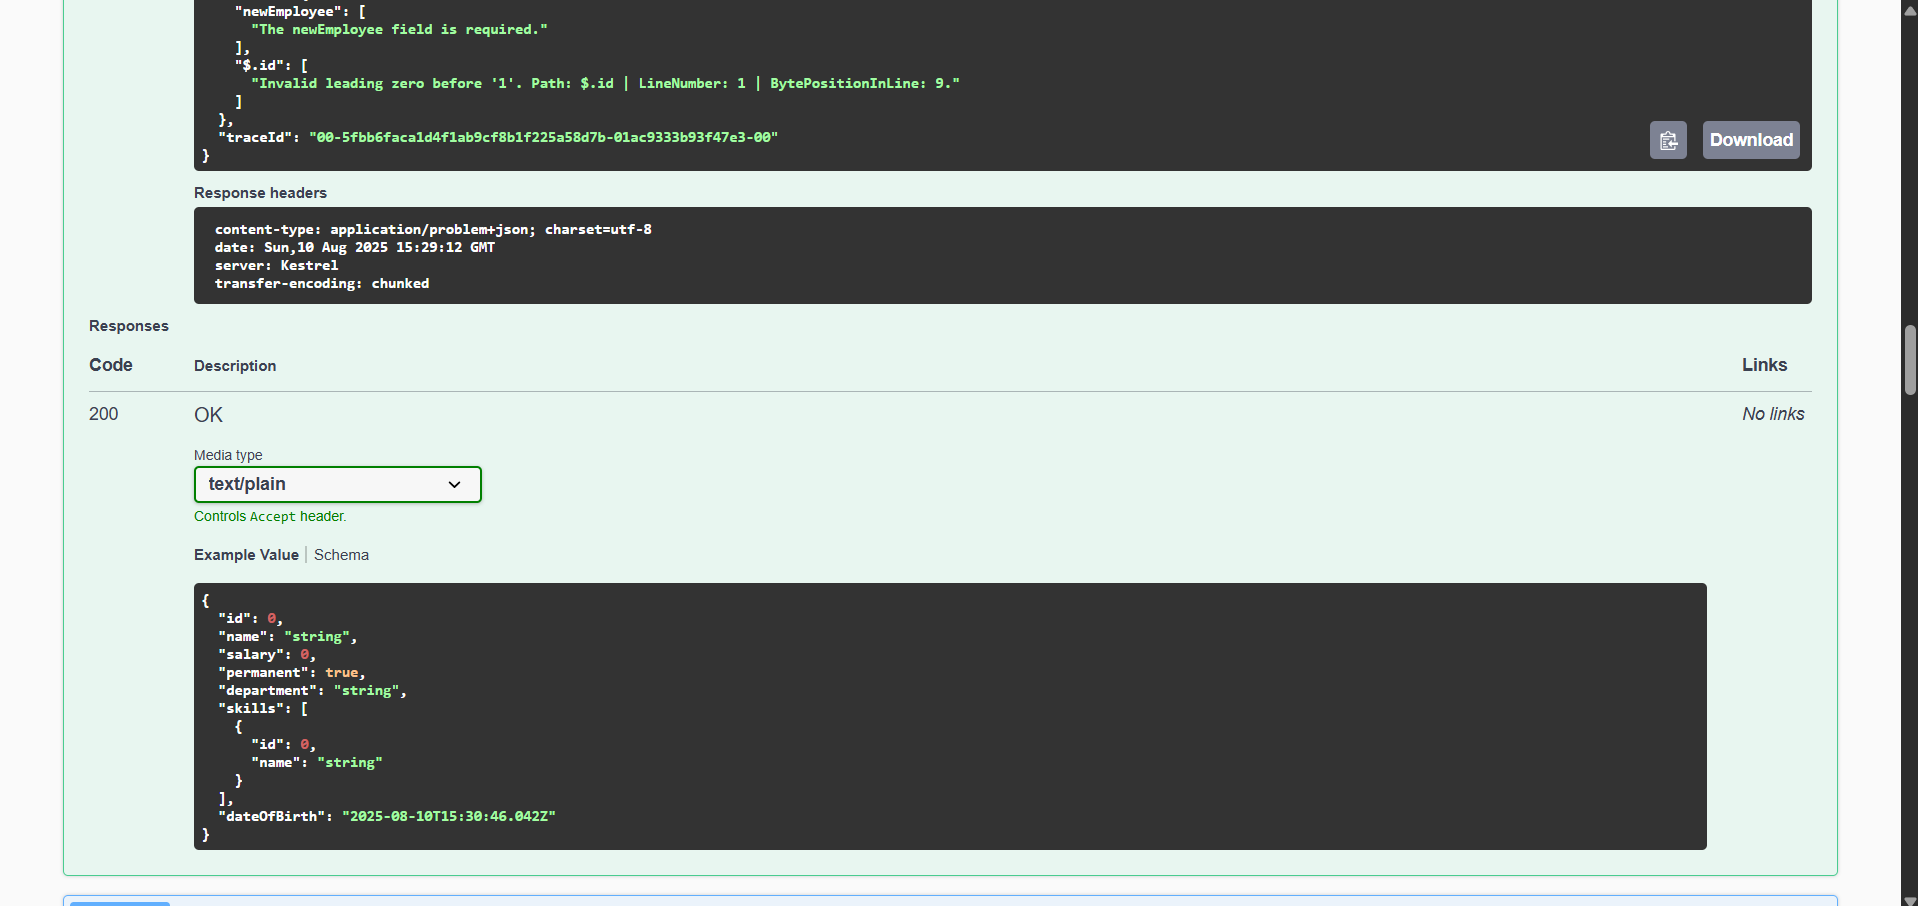 "newEmployee": [
"The newEmployee field is required."
],
"$.id": [
"Invalid leading zero before '1'. Path: $.id | LineNumber: 1 | BytePositionInLine: 9."
]
},
"traceId": "00-5fbb6faca1d4f1ab9cf8b1f225a58d7b-01ac9333b93f47e3-00"
}
Download
Response headers
content-type: application/problem+json; charset=utf-8
date: Sun,10 Aug 2025 15:29:12 GMT
server: Kestrel
transfer-encoding: chunked
Responses
Code Description Links
200 OK No links
Media type
text/plain
Controls Accept header.
Example Value Schema
{
"id": 0,
"name": "string",
"salary": 0,
"permanent": true,
"department": "string",
"skills": [
{
"id": 0,
"name": "string"
}
],
"dateOfBirth": "2025-08-10T15:30:46.042Z"
}